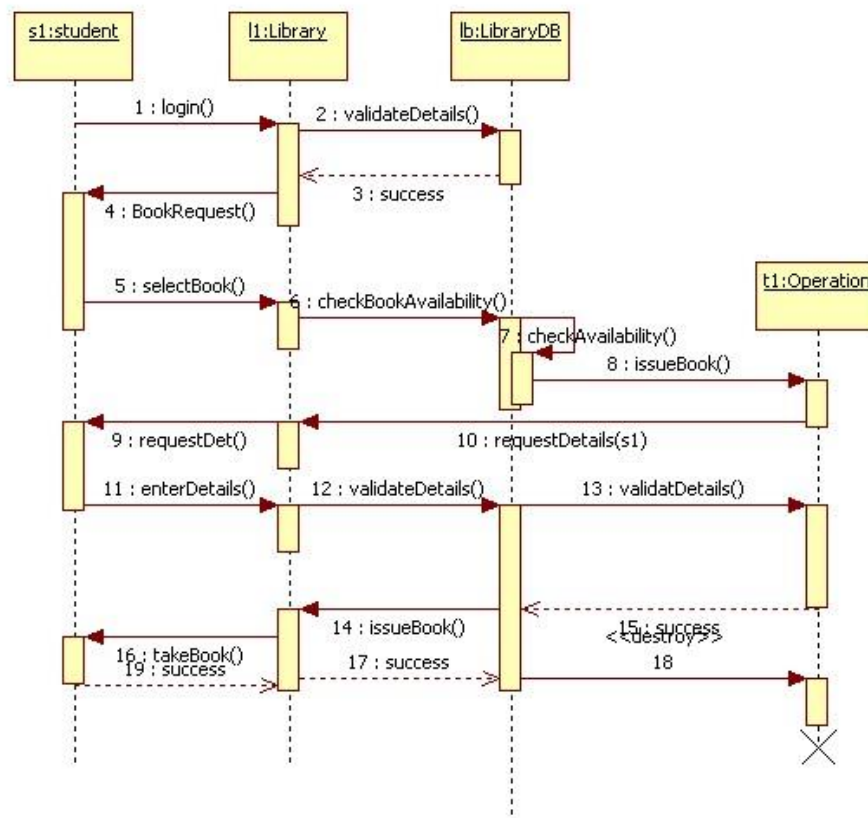 s1:student
l1:Library
lb:LibraryDB
1 : login()
2 : validateDetails()
3 : success
4 : BookRequest()
t1:Operation
5 : selectBook()
6 : checkBookAvailability()
7 : checkAvailability()
8 : issueBook()
9 : requestDet()
10 : requestDetails(s1)
11 : enterDetails()
12 : validateDetails()
13 : validatDetails()
14 : issueBook()
15 : success
<<destroy>>
16 : takeBook()
17 : success
18
19 : success